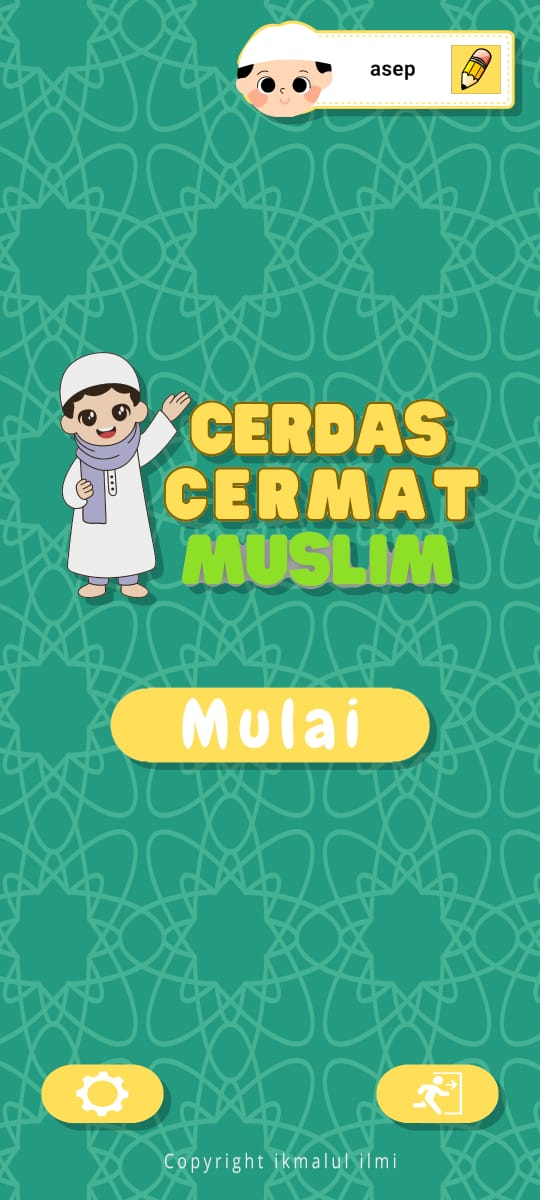 asep
CERDAS
CERMAT
MUSLIM
Mulai
Copyright ikmalul ilmi